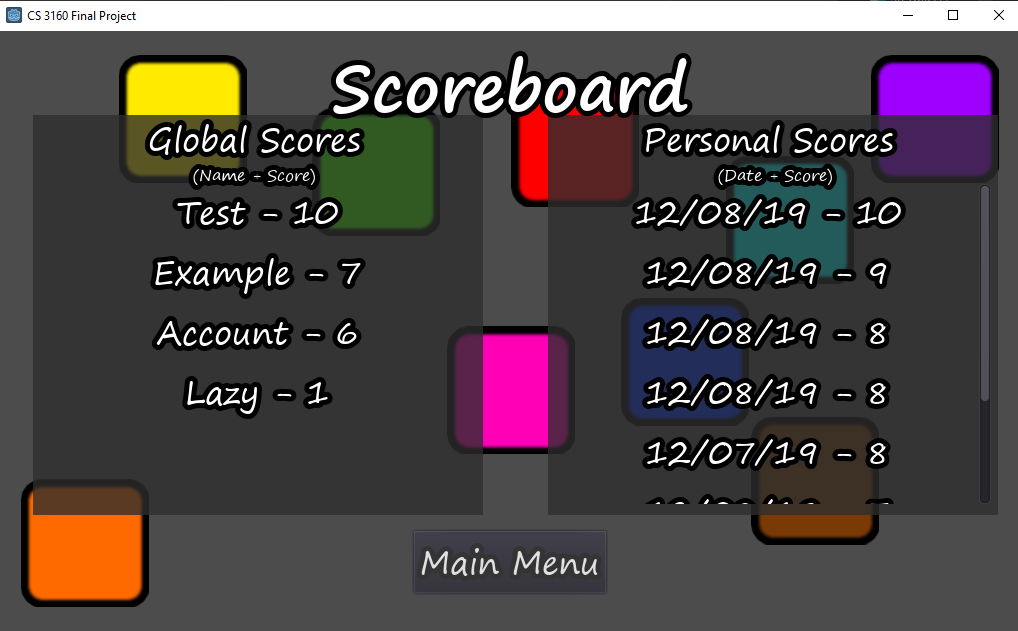 CS 3160 Final Project
Scoreboard
Global Scores
(Name - Score)
Test - 10
Example - 7
Account - 6
Lazy - 1
Personal Scores
(Date - Score)
12/08/19 - 10
12/08/19 - 9
12/08/19 - 8
12/08/19 - 8
12/07/19 - 8
Main Menu